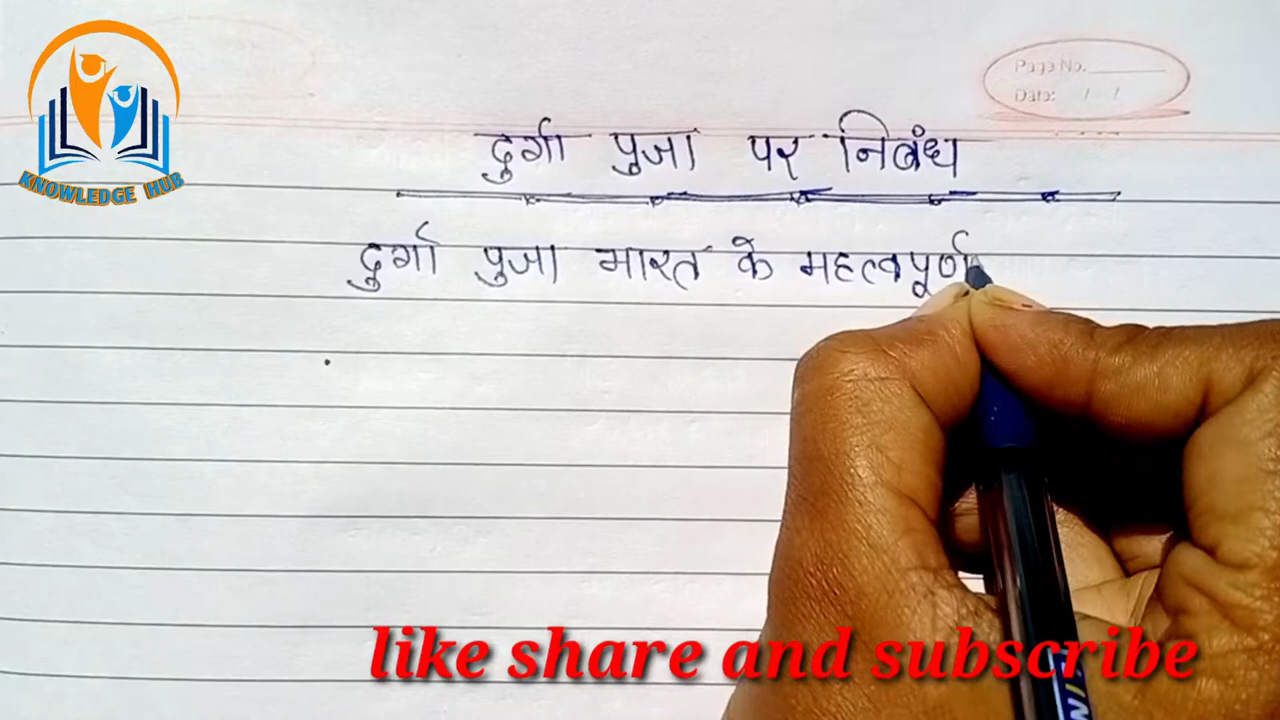 KNOWLEDGE HUB
Page No.
Date: / /
दुर्गा पुजा पर निबंध
दुर्गा पुजा भारत के महत्वपूर्ण
like share and subscribe